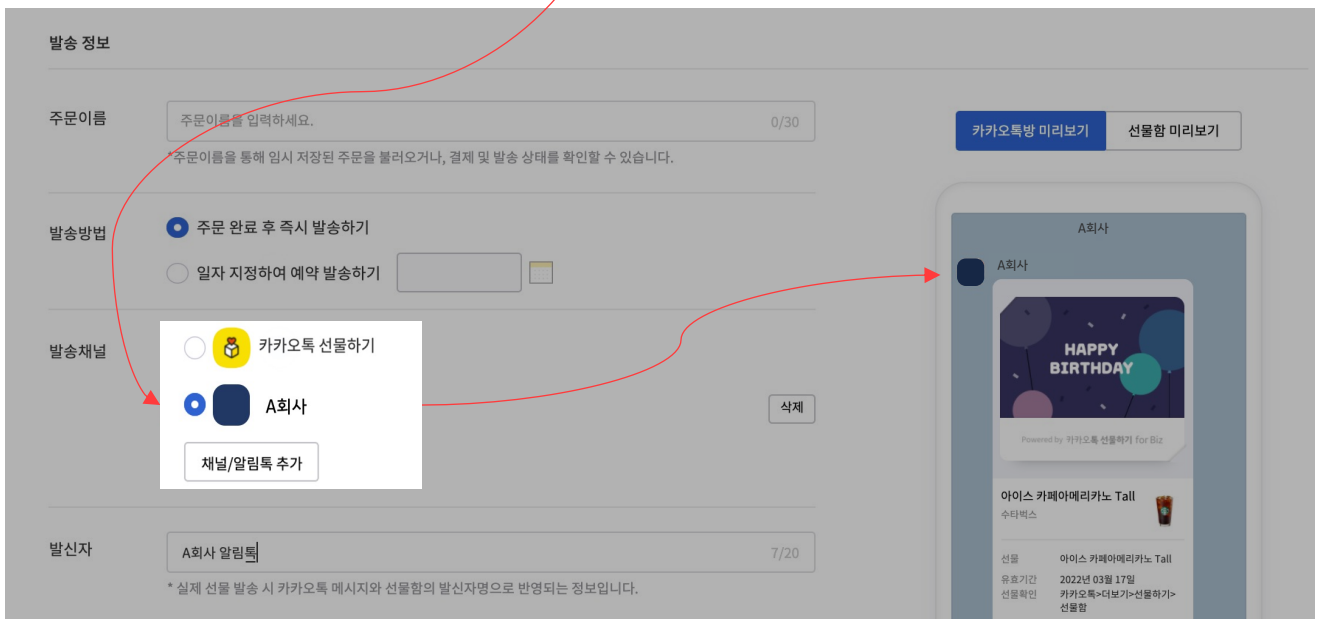 발송 정보
주문이름
주문이름을 입력하세요.
0/30
*주문이름을 통해 임시 저장된 주문을 불러오거나, 결제 및 발송 상태를 확인할 수 있습니다.
발송방법
주문 완료 후 즉시 발송하기
일자 지정하여 예약 발송하기
발송채널
카카오톡 선물하기
A회사
삭제
채널/알림톡 추가
발신자
A회사 알림톡
7/20
* 실제 선물 발송 시 카카오톡 메시지와 선물함의 발신자명으로 반영되는 정보입니다.
카카오톡방 미리보기
선물함 미리보기
A회사
A회사
HAPPY
BIRTHDAY
Powered by 카카오톡 선물하기 for Biz
아이스 카페아메리카노 Tall
수타벅스
선물 아이스 카페아메리카노 Tall
유효기간 2022년 03월 17일
선물확인 카카오톡>더보기>선물하기>
선물함